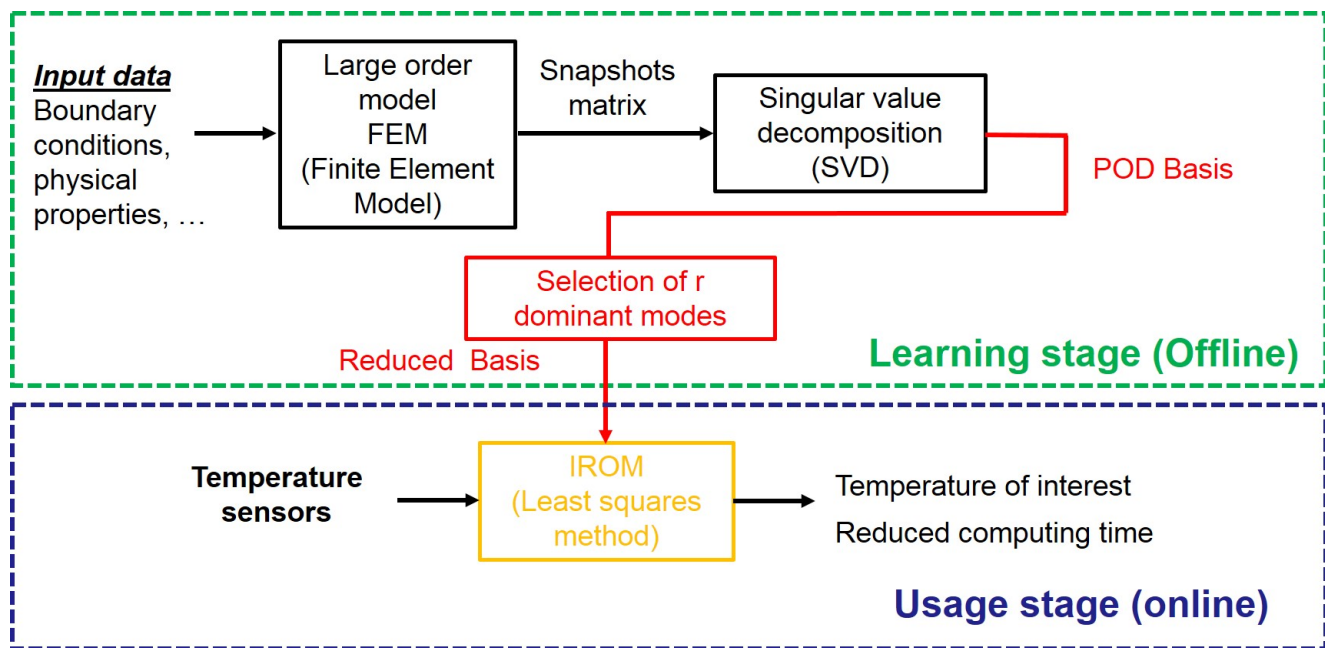 Input data
Boundary
conditions,
physical
properties, …
Large order
model
FEM
(Finite Element
Model)
Snapshots
matrix
Singular value
decomposition
(SVD)
POD Basis
Selection of r
dominant modes
Reduced Basis
Learning stage (Offline)
Temperature
sensors
IROM
(Least squares
method)
Temperature of interest
Reduced computing time
Usage stage (online)